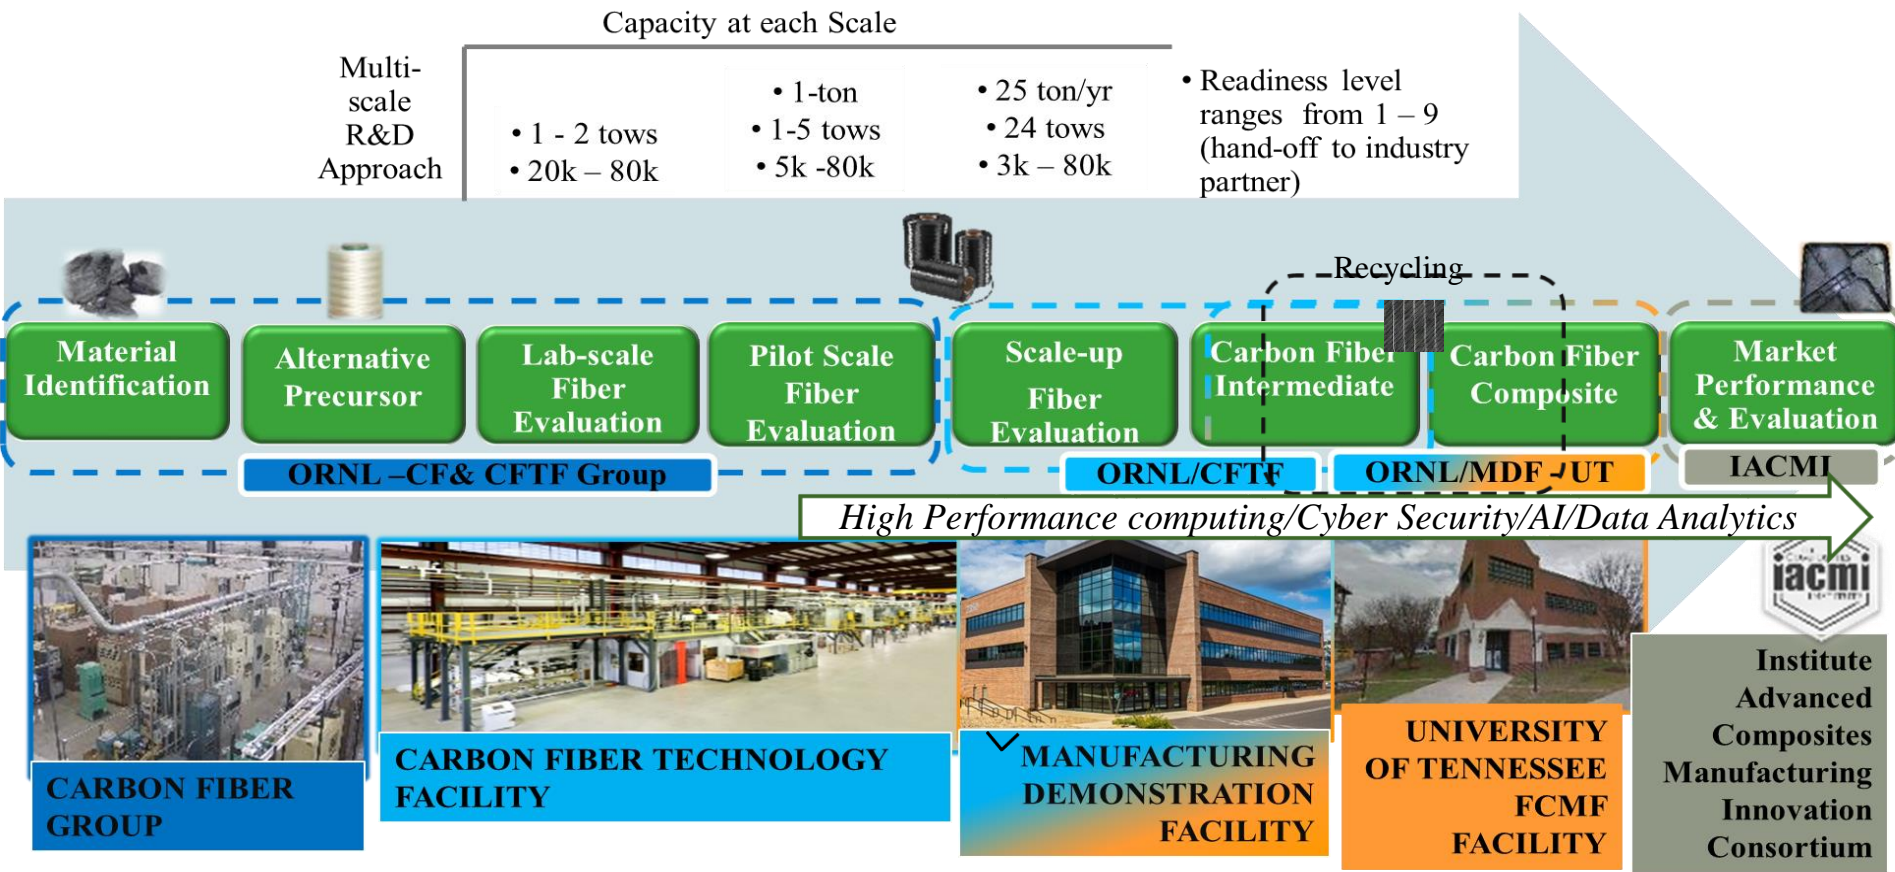 Capacity at each Scale
Multi-
scale
R&D
Approach
• 1 - 2 tows
• 20k – 80k
• 1-ton
• 1-5 tows
• 5k -80k
• 25 ton/yr
• 24 tows
• 3k – 80k
• Readiness level
ranges from 1 – 9
(hand-off to industry
partner)
Recycling
Material
Identification
Alternative
Precursor
Lab-scale
Fiber
Evaluation
Pilot Scale
Fiber
Evaluation
Scale-up
Fiber
Evaluation
Carbon Fiber
Intermediate
Carbon Fiber
Composite
Market
Performance
& Evaluation
ORNL –CF& CFTF Group
ORNL/CFTF
ORNL/MDF -UT
IACMI
High Performance computing/Cyber Security/AI/Data Analytics
iacmi
CARBON FIBER
GROUP
CARBON FIBER TECHNOLOGY
FACILITY
MANUFACTURING
DEMONSTRATION
FACILITY
UNIVERSITY
OF TENNESSEE
FCMF
FACILITY
Institute
Advanced
Composites
Manufacturing
Innovation
Consortium